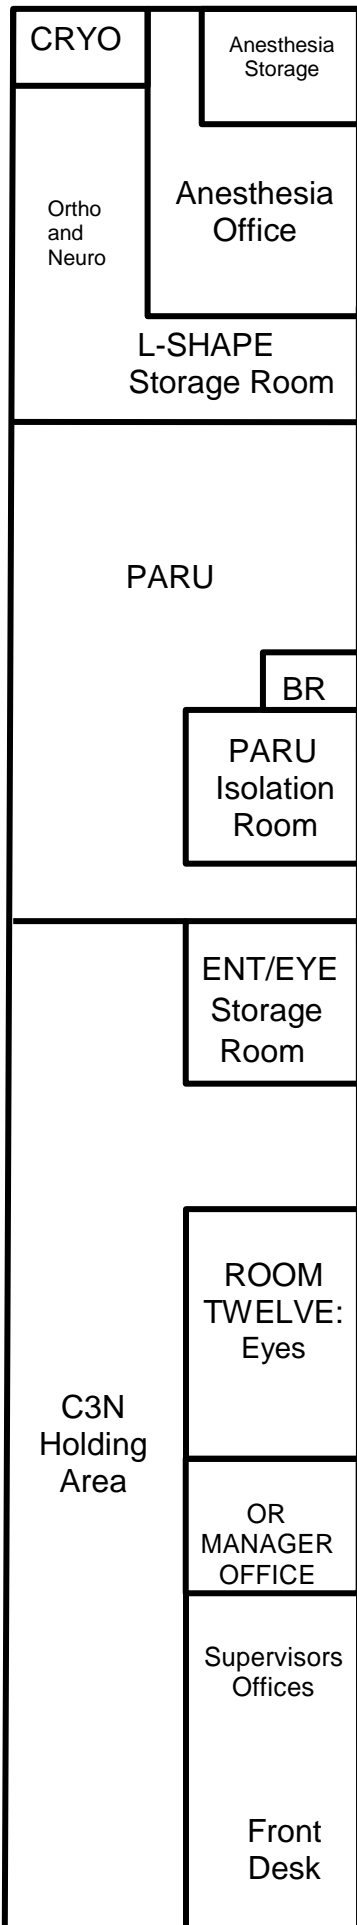 CRYO
Anesthesia
Storage
Anesthesia
Office
Ortho
and
Neuro
L-SHAPE
Storage Room
PARU
BR
PARU
Isolation
Room
ENT/EYE
Storage
Room
ROOM
TWELVE:
Eyes
C3N
Holding
Area
OR
MANAGER
OFFICE
Supervisors
Offices
Front
Desk